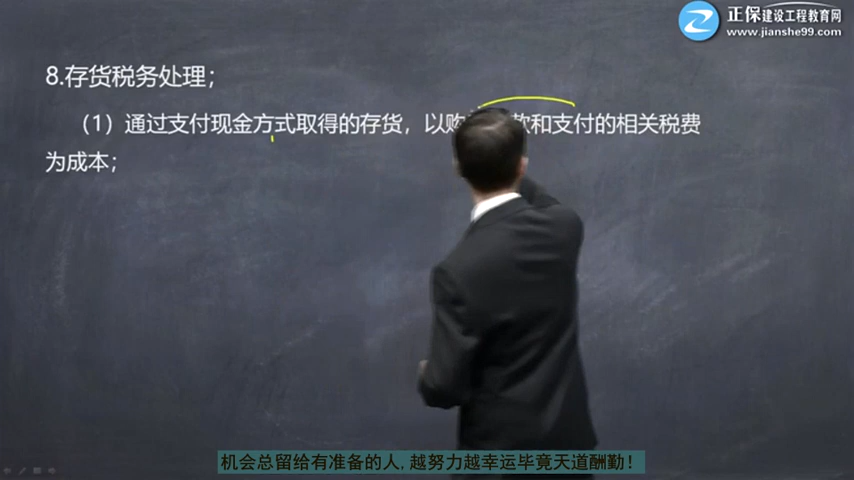 正保建设工程教育网
www.jianshe99.com
8.存货税务处理；
（1）通过支付现金方式取得的存货，以购 款和支付的相关税费
为成本；
机会总留给有准备的人,越努力越幸运毕竟天道酬勤！